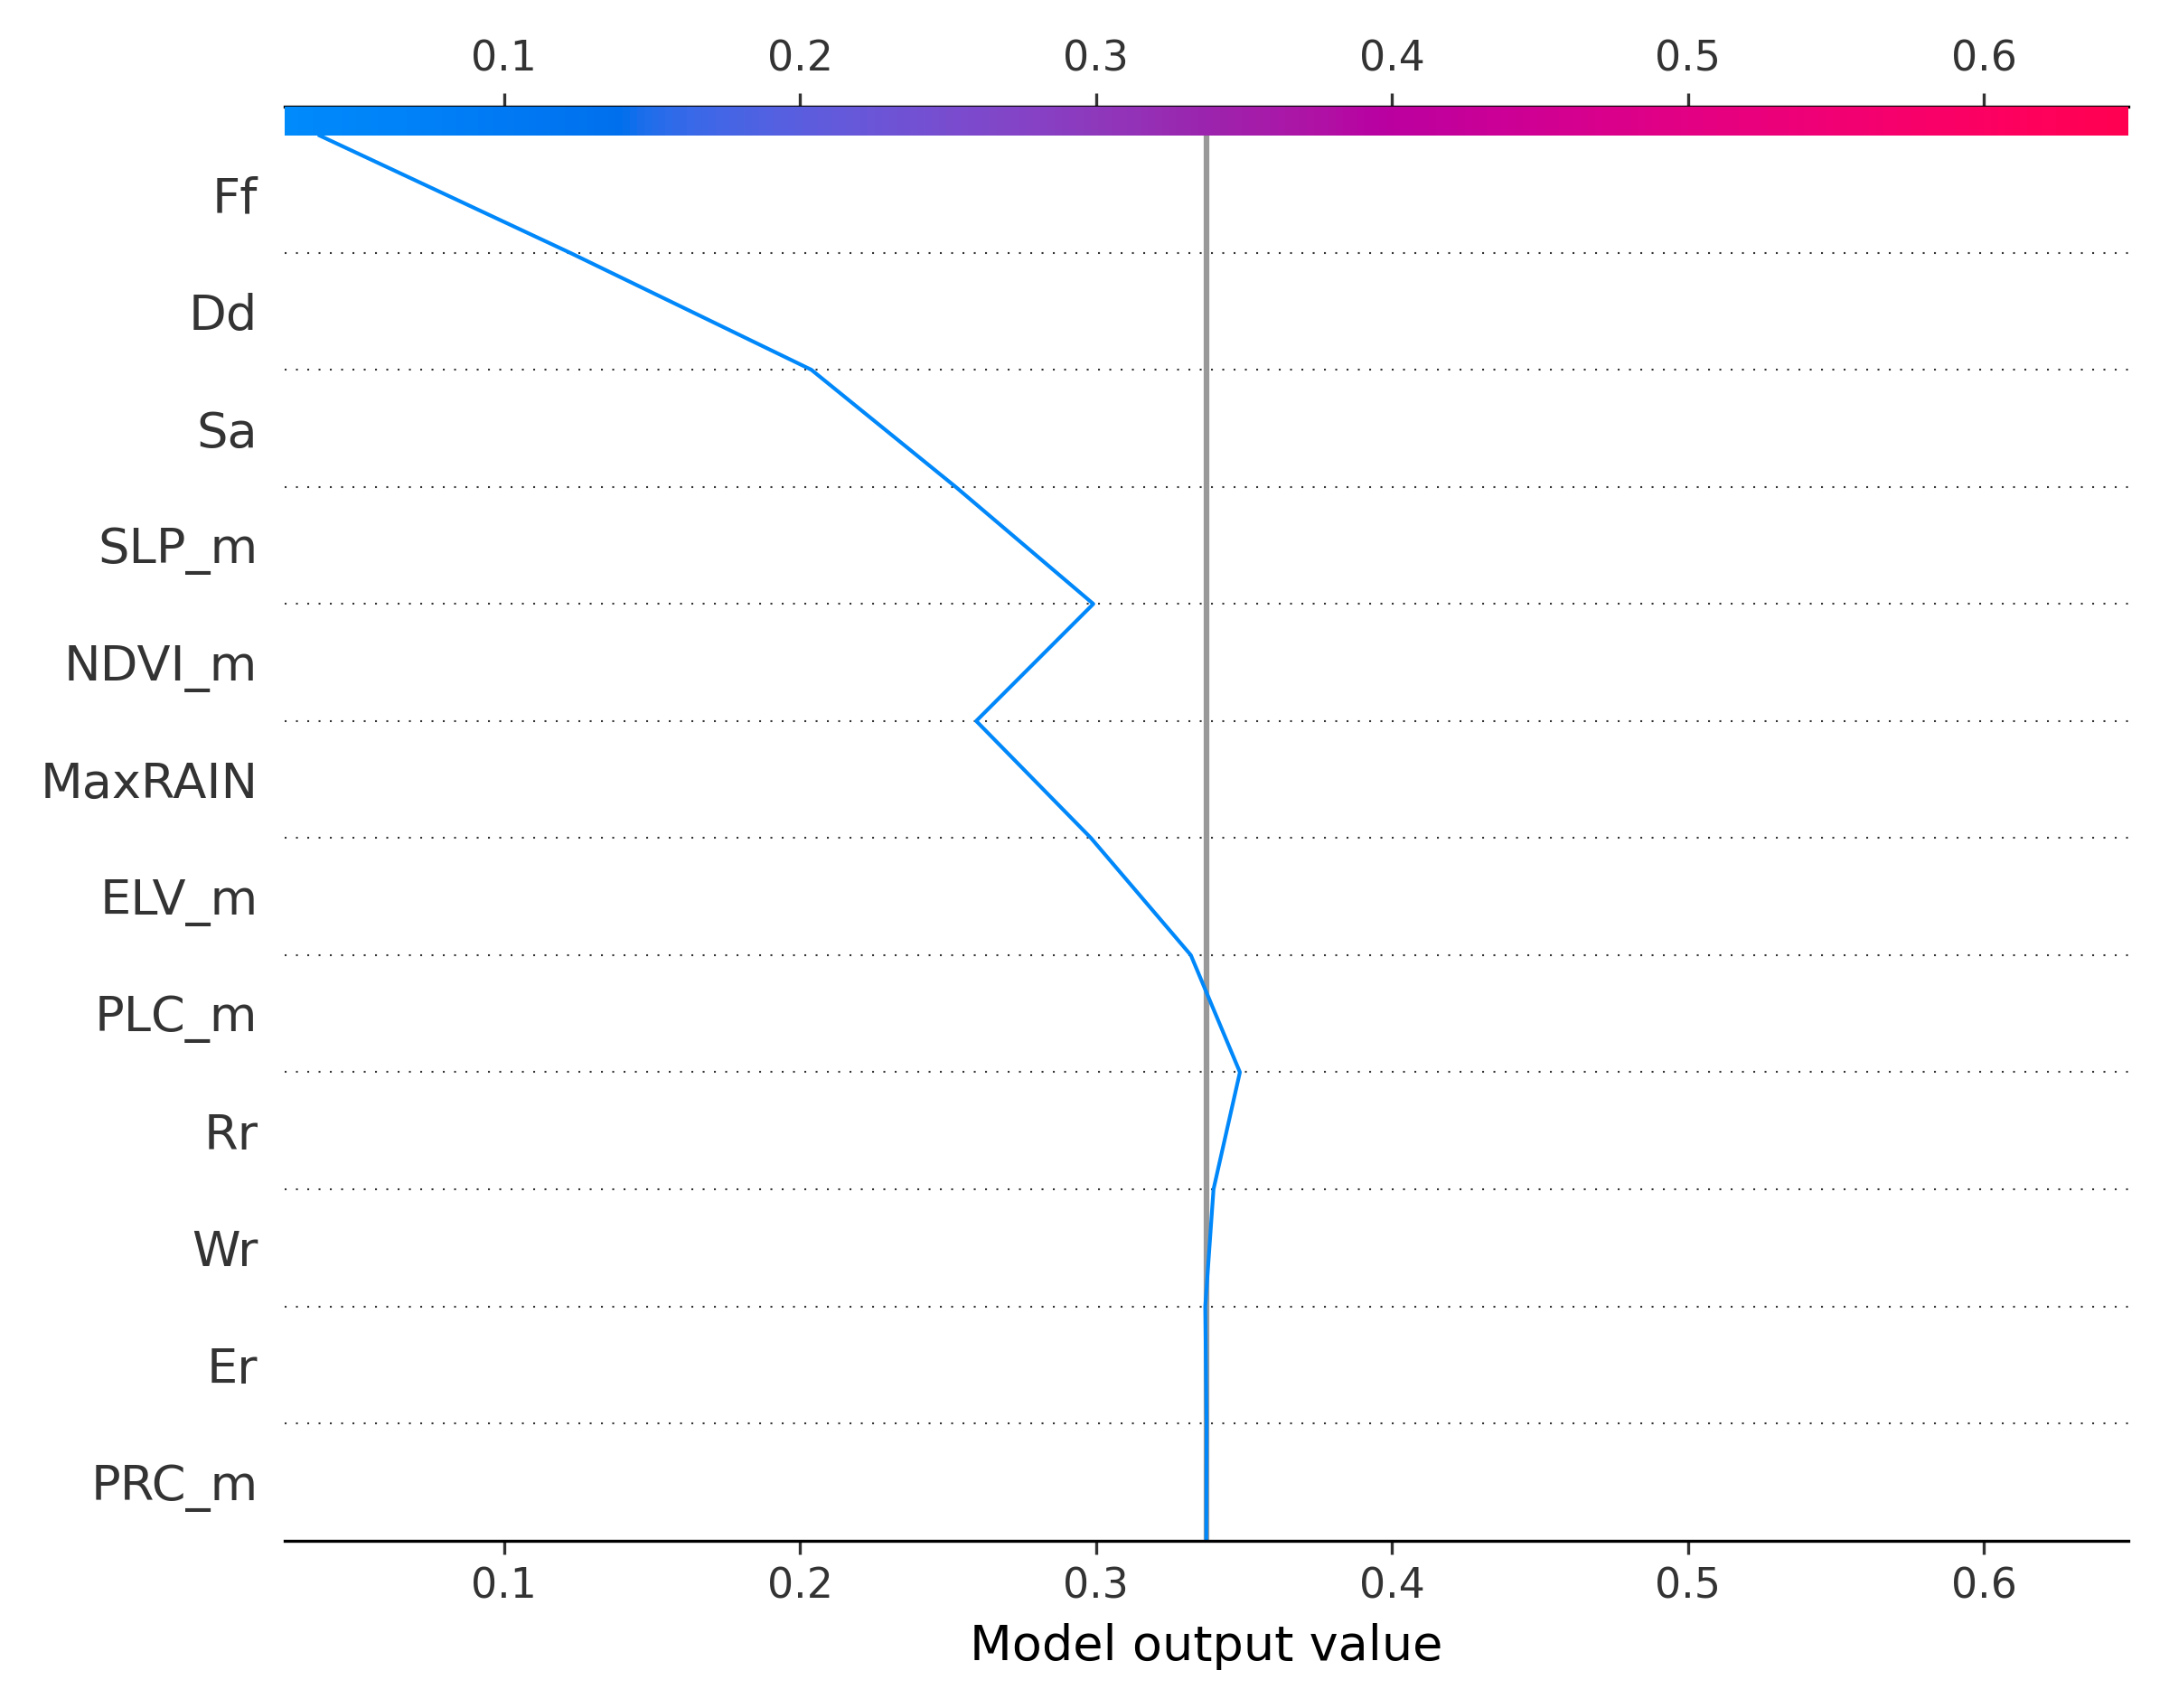 0.1 0.2 0.3 0.4 0.5 0.6
Ff
Dd
Sa
SLP_m
NDVI_m
MaxRAIN
ELV_m
PLC_m
Rr
Wr
Er
PRC_m
0.1 0.2 0.3 0.4 0.5 0.6
Model output value